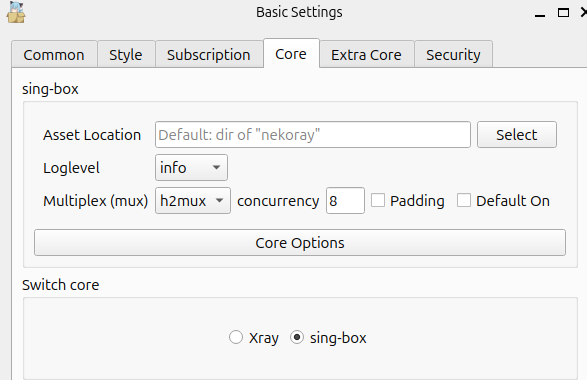 Basic Settings
Common Style Subscription Core Extra Core Security
sing-box
Asset Location Default: dir of "nekoray" Select
Loglevel info
Multiplex (mux) h2mux concurrency 8 Padding Default On
Core Options
Switch core
Xray sing-box